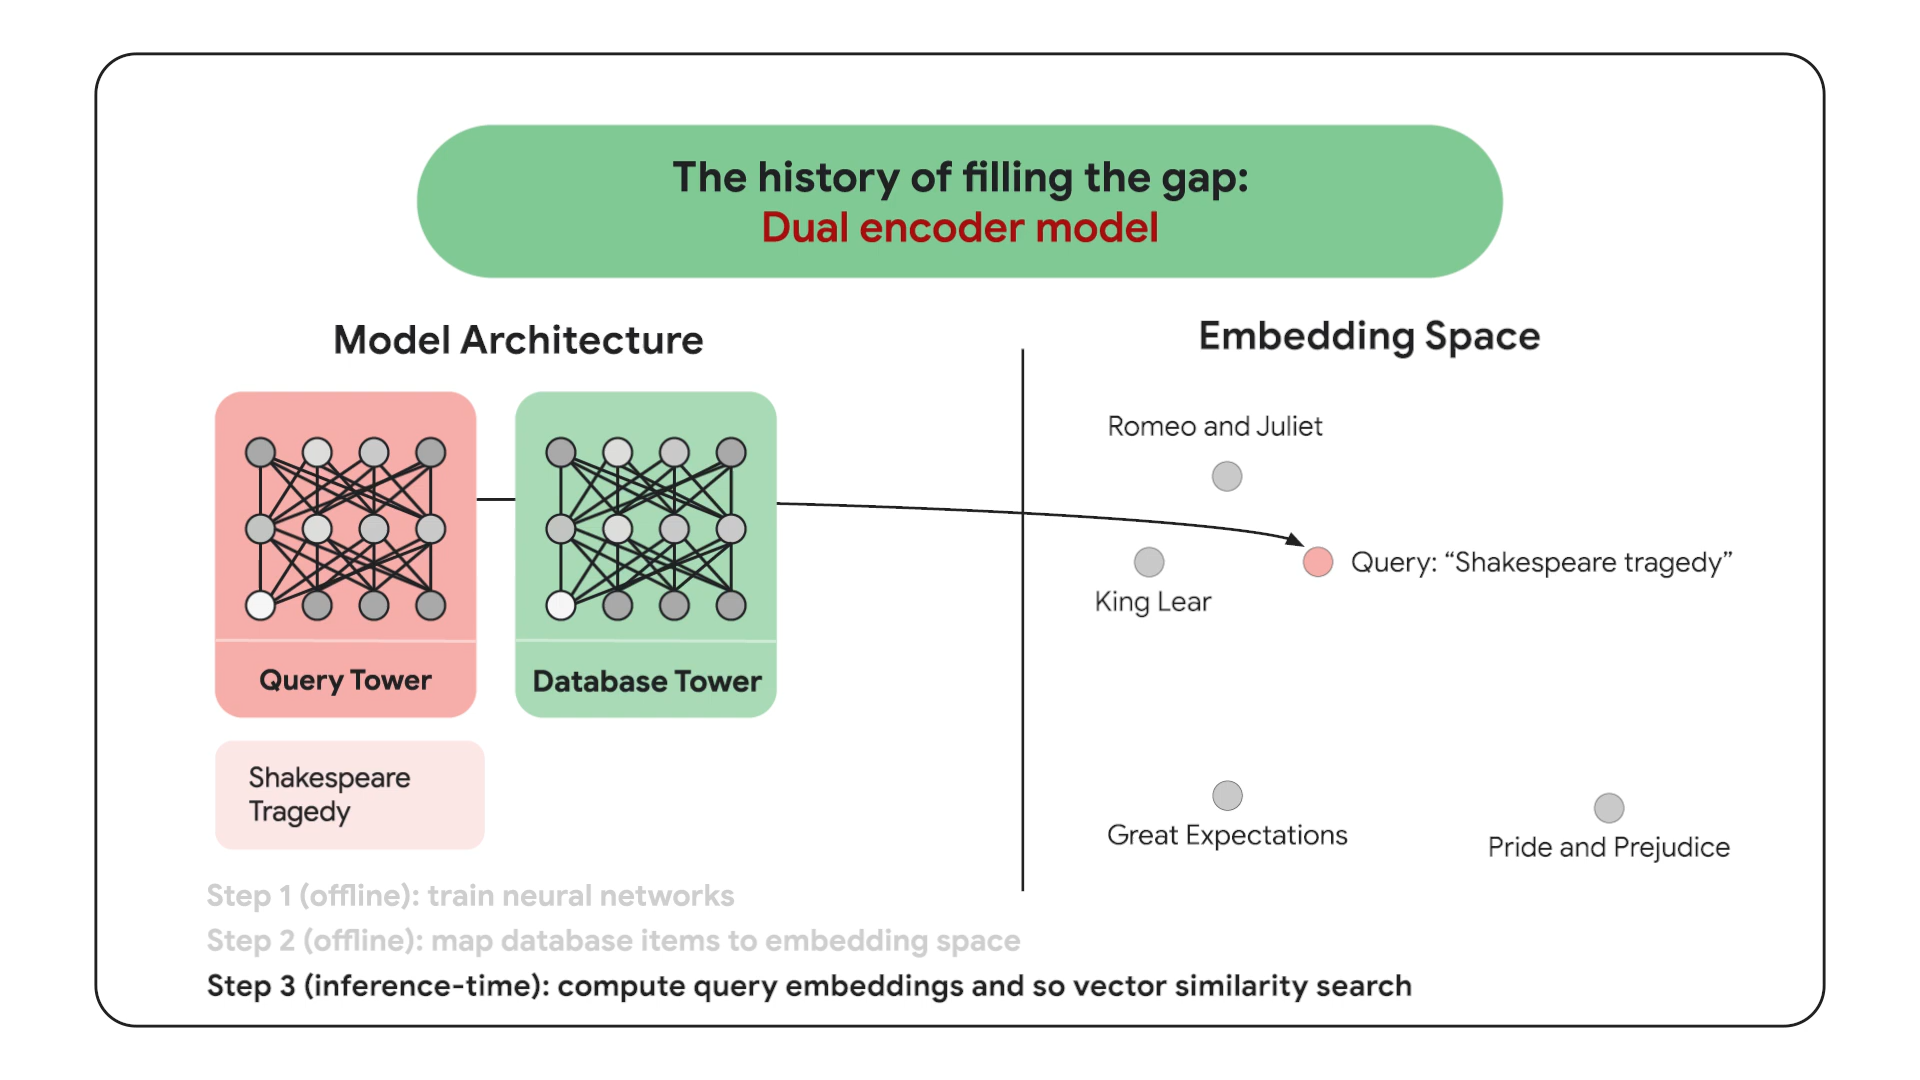 The history of filling the gap:
Dual encoder model
Model Architecture
Query Tower
Database Tower
Shakespeare
Tragedy
Embedding Space
Romeo and Juliet
Query: “Shakespeare tragedy”
King Lear
Great Expectations
Pride and Prejudice
Step 1 (offline): train neural networks
Step 2 (offline): map database items to embedding space
Step 3 (inference-time): compute query embeddings and so vector similarity search